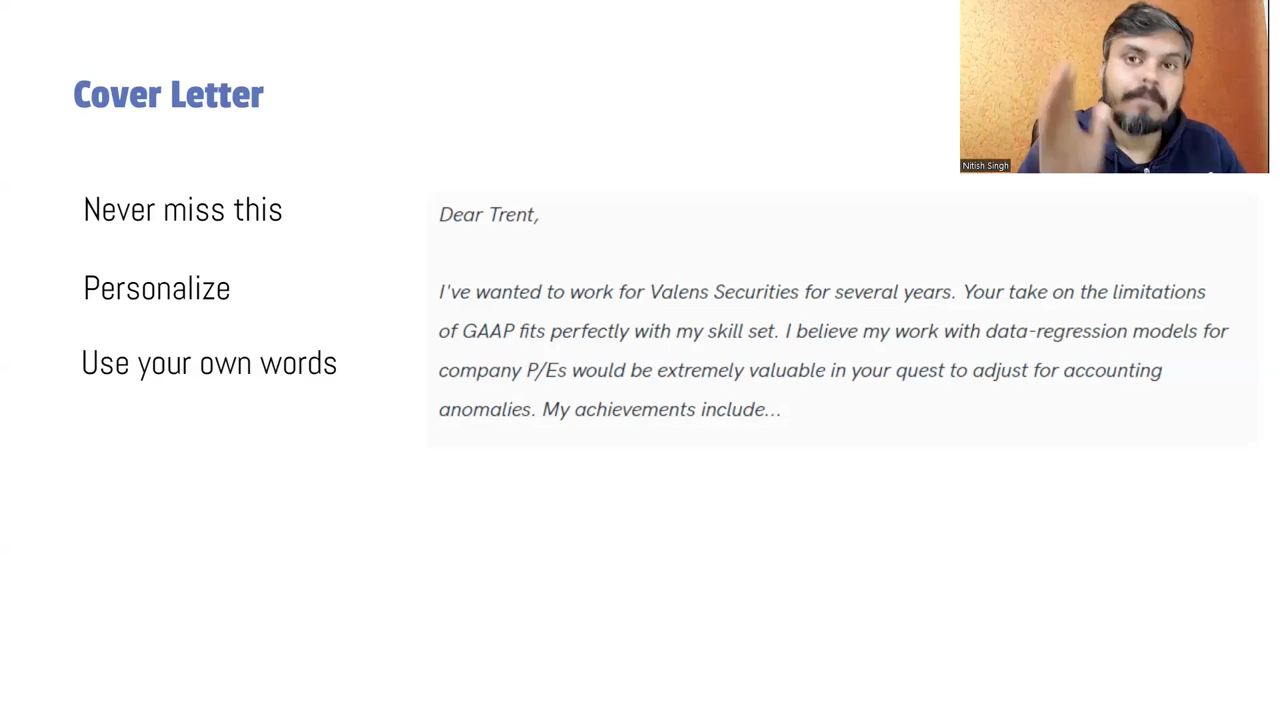 Cover Letter
Nitish Singh
Never miss this
Personalize
Use your own words
Dear Trent,
I've wanted to work for Valens Securities for several years. Your take on the limitations
of GAAP fits perfectly with my skill set. I believe my work with data-regression models for
company P/Es would be extremely valuable in your quest to adjust for accounting
anomalies. My achievements include...